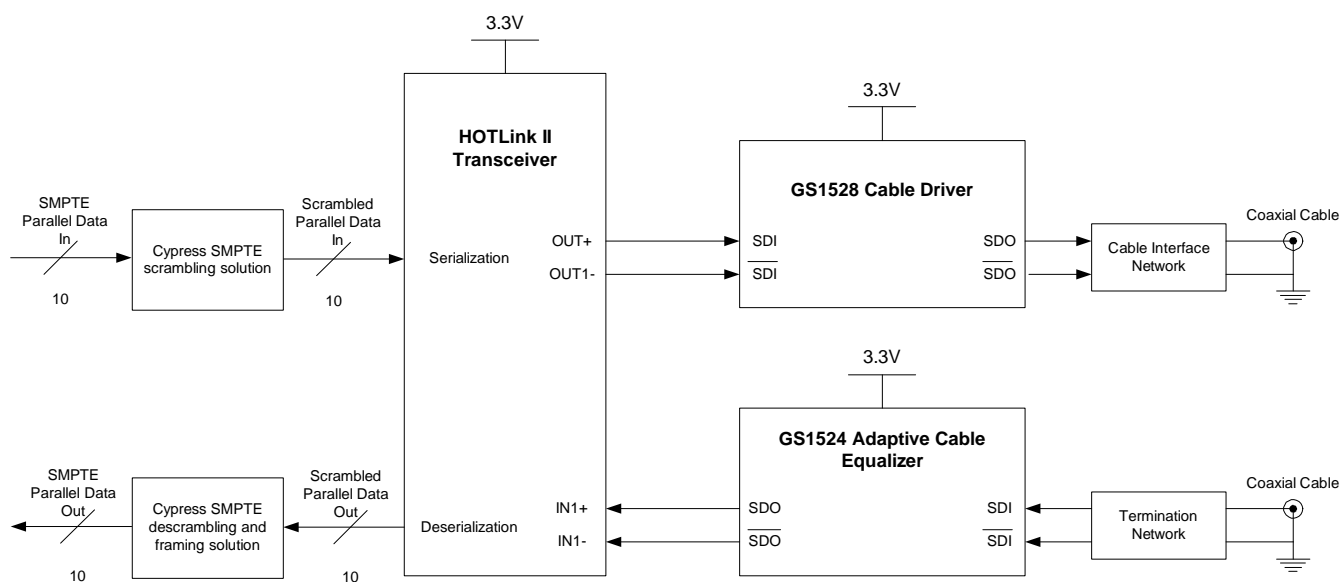 3.3V
HOTLink II
Transceiver
SMPTE
Parallel Data
In
10
Cypress SMPTE
scrambling solution
Scrambled
Parallel Data
In
10
Serialization
OUT+
OUT1-
3.3V
GS1528 Cable Driver
SDI
SDI
SDO
SDO
Cable Interface
Network
Coaxial Cable
SMPTE
Parallel Data
Out
10
Cypress SMPTE
descrambling and
framing solution
Scrambled
Parallel Data
Out
10
Deserialization
IN1+
IN1-
3.3V
GS1524 Adaptive Cable
Equalizer
SDO
SDO
SDI
SDI
Termination
Network
Coaxial Cable